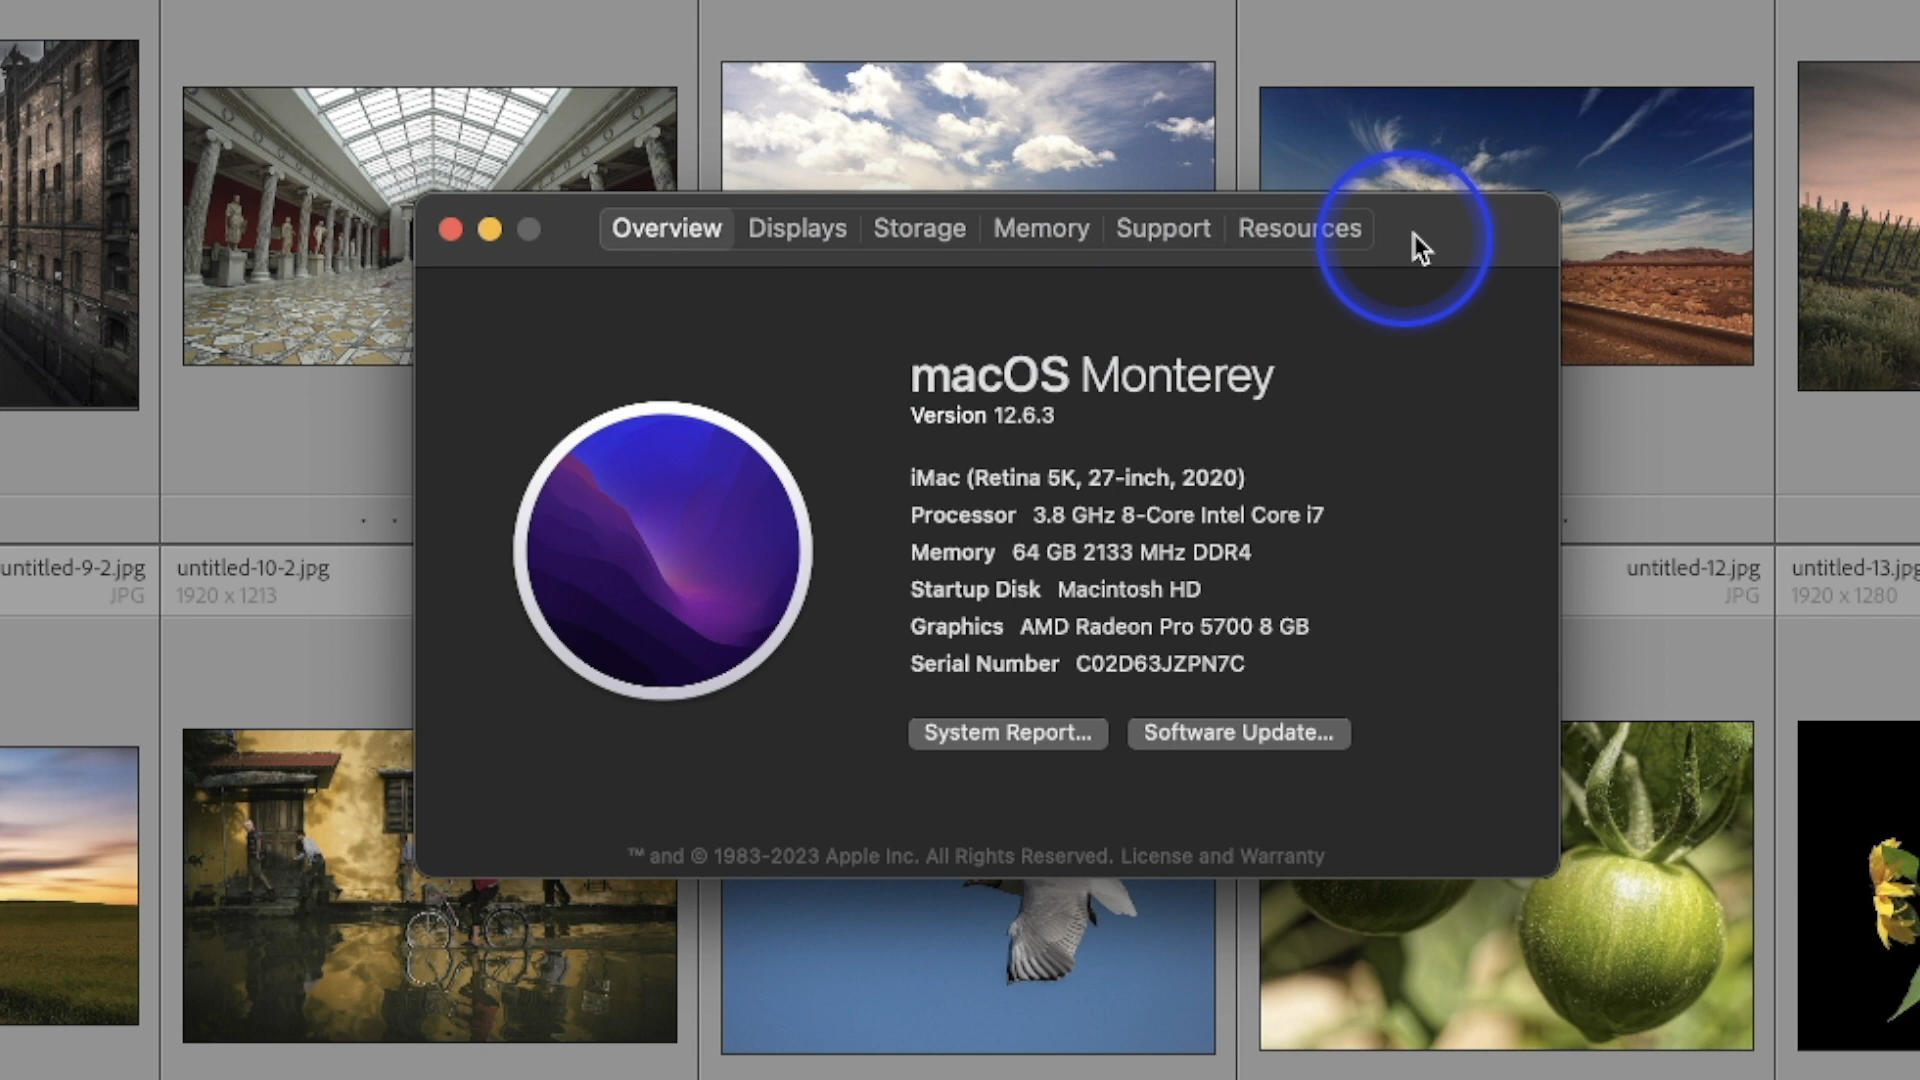 Overview Displays Storage Memory Support Resources
macOS Monterey
Version 12.6.3
iMac (Retina 5K, 27-inch, 2020)
Processor 3.8 GHz 8-Core Intel Core i7
Memory 64 GB 2133 MHz DDR4
Startup Disk Macintosh HD
Graphics AMD Radeon Pro 5700 8 GB
Serial Number C02D63JZPN7C
System Report... Software Update...
™ and © 1983-2023 Apple Inc. All Rights Reserved. License and Warranty
untitled-9-2.jpg
JPG
untitled-10-2.jpg
1920 x 1213
untitled-12.jpg
JPG
untitled-13.jpg
1920 x 1280